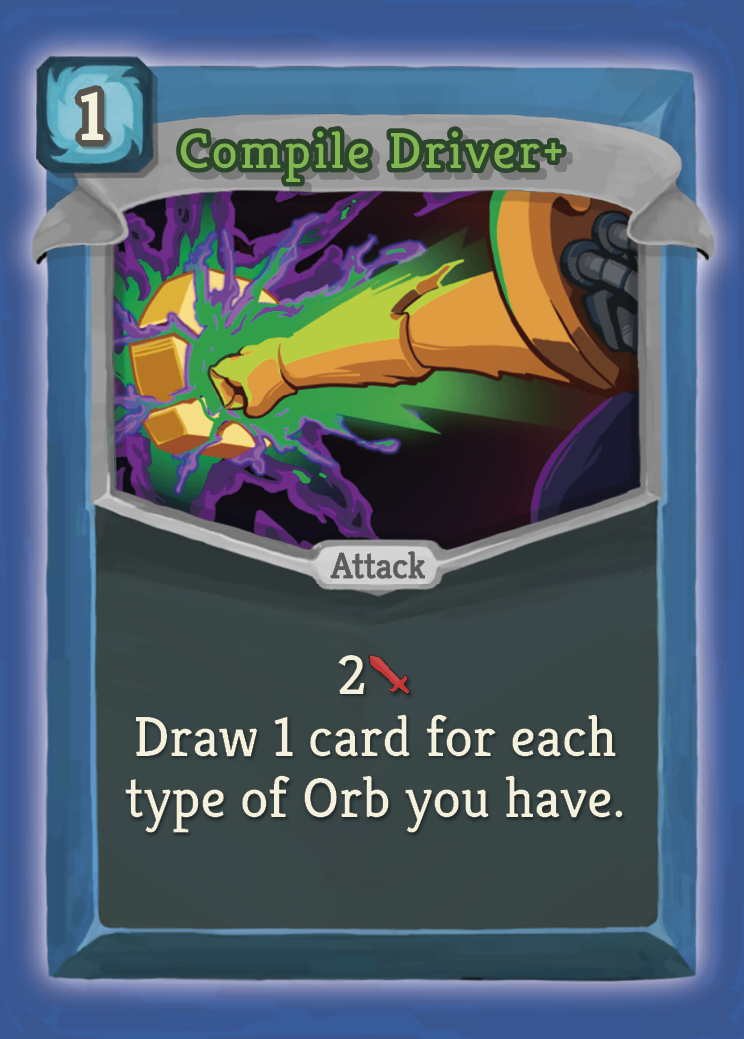 1
Compile Driver+
Attack
2
Draw 1 card for each
type of Orb you have.